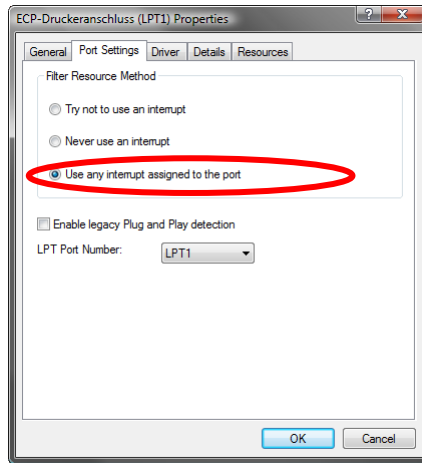 ECP-Druckeranschluss (LPT1) Properties
General Port Settings Driver Details Resources
Filter Resource Method
Try not to use an interrupt
Never use an interrupt
Use any interrupt assigned to the port
Enable legacy Plug and Play detection
LPT Port Number: LPT1
OK Cancel